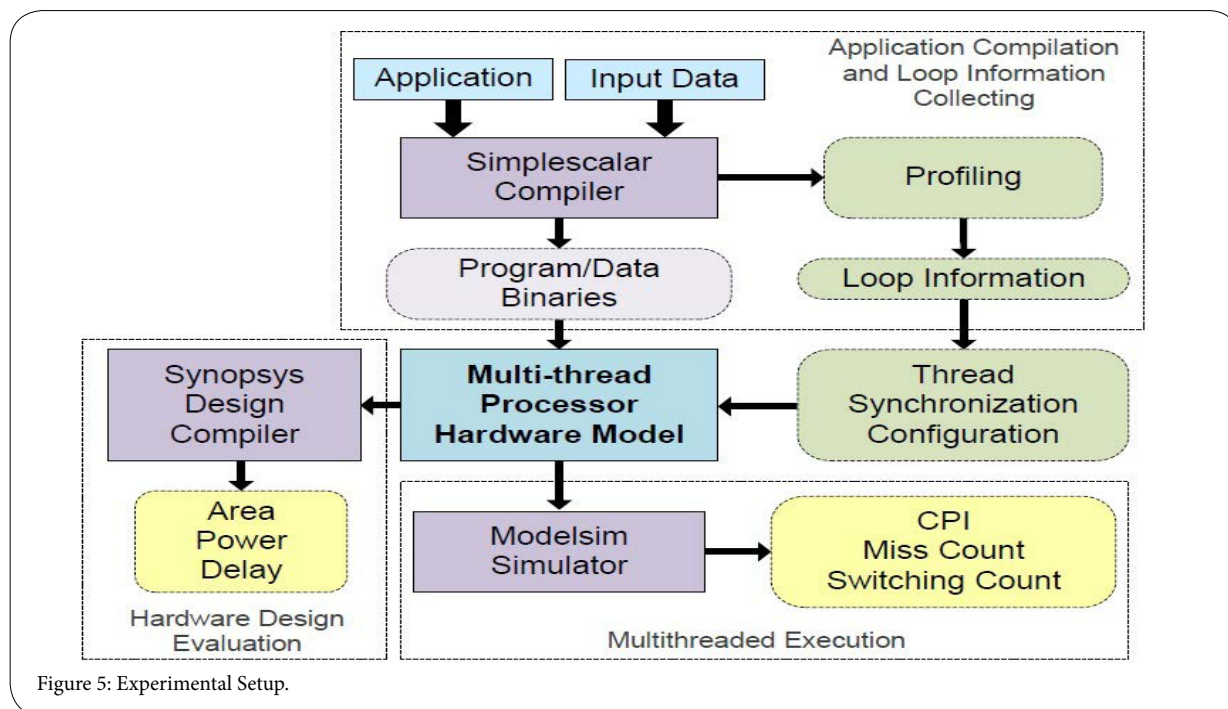 Application Compilation
and Loop Information
Collecting
Application
Input Data
Simplescalar
Compiler
Profiling
Program/Data
Binaries
Loop Information
Synopsys
Design
Compiler
Multi-thread
Processor
Hardware Model
Thread
Synchronization
Configuration
Area
Power
Delay
Modelsim
Simulator
CPI
Miss Count
Switching Count
Hardware Design
Evaluation
Multithreaded Execution
Figure 5: Experimental Setup.